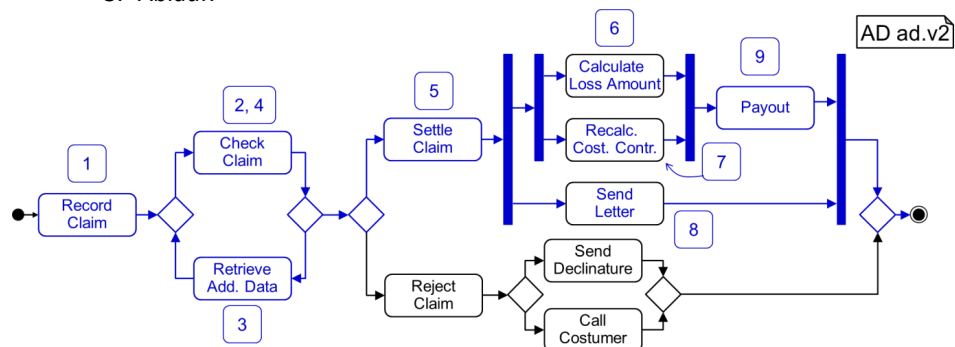 AD ad.v2
6
Calculate
Loss Amount
9
Payout
2, 4
5
Check
Claim
Settle
Claim
Recalc.
Cost. Contr.
7
1
Record
Claim
Send
Letter
8
Retrieve
Add. Data
3
Reject
Claim
Send
Declinature
Call
Costumer